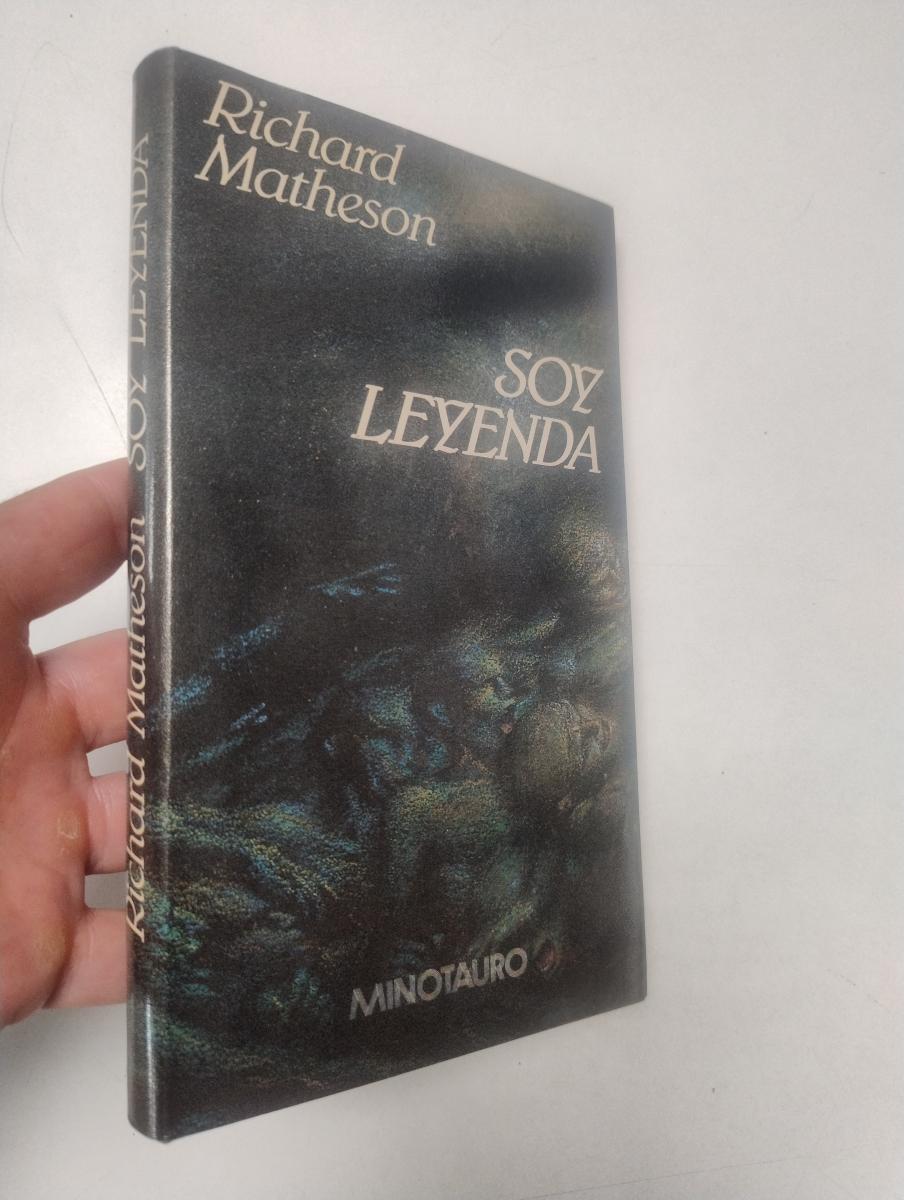 Richard
Matheson
SOY
LEYENDA
MINOTAURO
Richard Matheson SOY LEYENDA